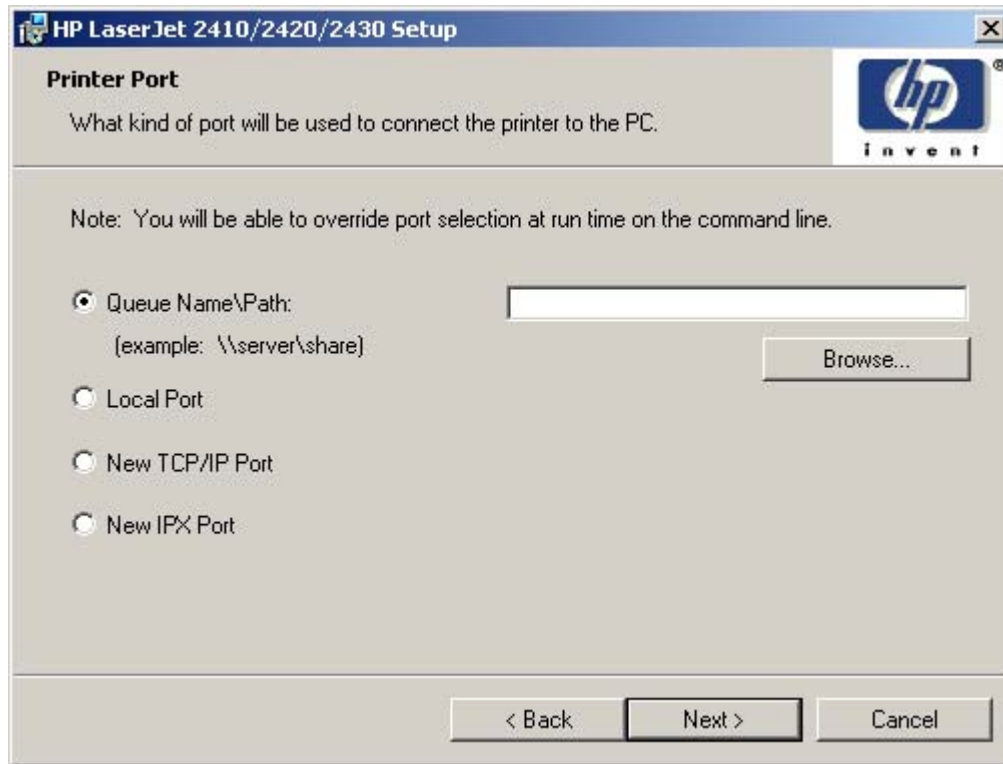 HP LaserJet 2410/2420/2430 Setup
Printer Port
What kind of port will be used to connect the printer to the PC.
hp
®
invent
Note: You will be able to override port selection at run time on the command line.
Queue Name\Path:
(example: \\server\share)
Browse...
Local Port
New TCP/IP Port
New IPX Port
< Back
Next >
Cancel